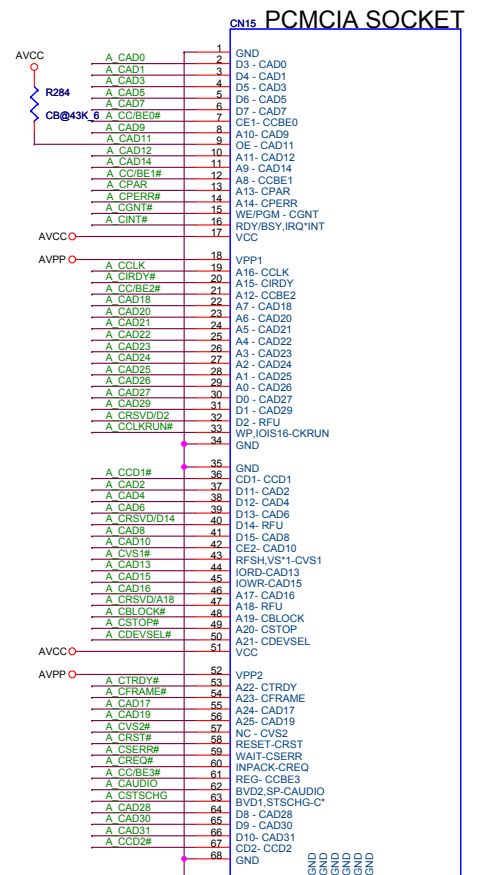 CN15 PCMCIA SOCKET
AVCC
R284
CB@43K_6
1 GND
A_CAD0 2 D3 - CAD0
A_CAD1 3 D4 - CAD1
A_CAD3 4 D5 - CAD3
A_CAD5 5 D6 - CAD5
A_CAD7 6 D7 - CAD7
A_CC/BE0# 7 CE1- CCBE0
A_CAD9 8 A10- CAD9
A_CAD11 9 OE - CAD11
A_CAD12 10 A11- CAD12
A_CAD14 11 A9 - CAD14
A_CC/BE1# 12 A8 - CCBE1
A_CPAR 13 A13- CPAR
A_CPERR# 14 A14- CPERR
A_CGNT# 15 WE/PGM - CGNT
A_CINT# 16 RDY/BSY,IRQ*INT
AVCC 17 VCC
AVPP 18 VPP1
A_CCLK 19 A16- CCLK
A_CIRDY# 20 A15- CIRDY
A_CC/BE2# 21 A12- CCBE2
A_CAD18 22 A7 - CAD18
A_CAD20 23 A6 - CAD20
A_CAD21 24 A5 - CAD21
A_CAD22 25 A4 - CAD22
A_CAD23 26 A3 - CAD23
A_CAD24 27 A2 - CAD24
A_CAD25 28 A1 - CAD25
A_CAD26 29 A0 - CAD26
A_CAD27 30 D0 - CAD27
A_CAD29 31 D1 - CAD29
A_CRSVD/D2 32 D2 - RFU
A_CCLKRUN# 33 WP,IOIS16-CKRUN
34 GND
35 GND
A_CCD1# 36 CD1- CCD1
A_CAD2 37 D11- CAD2
A_CAD4 38 D12- CAD4
A_CAD6 39 D13- CAD6
A_CRSVD/D14 40 D14- RFU
A_CAD8 41 D15- CAD8
A_CAD10 42 CE2- CAD10
A_CVS1# 43 RFSH,VS*1-CVS1
A_CAD13 44 IORD-CAD13
A_CAD15 45 IOWR-CAD15
A_CAD16 46 A17- CAD16
A_CRSVD/A18 47 A18- RFU
A_CBLOCK# 48 A19- CBLOCK
A_CSTOP# 49 A20- CSTOP
A_CDEVSEL# 50 A21- CDEVSEL
AVCC 51 VCC
AVPP 52 VPP2
A_CTRDY# 53 A22- CTRDY
A_CFRAME# 54 A23- CFRAME
A_CAD17 55 A24- CAD17
A_CAD19 56 A25- CAD19
A_CVS2# 57 NC - CVS2
A_CRST# 58 RESET-CRST
A_CSERR# 59 WAIT-CSERR
A_CREQ# 60 INPACK-CREQ
A_CC/BE3# 61 REG- CCBE3
A_CAUDIO 62 BVD2,SP-CAUDIO
A_CSTSCHG 63 BVD1,STSCHG-C*
A_CAD28 64 D8 - CAD28
A_CAD30 65 D9 - CAD30
A_CAD31 66 D10- CAD31
A_CCD2# 67 CD2- CCD2
68 GND
GND
GND
GND
GND
GND
GND